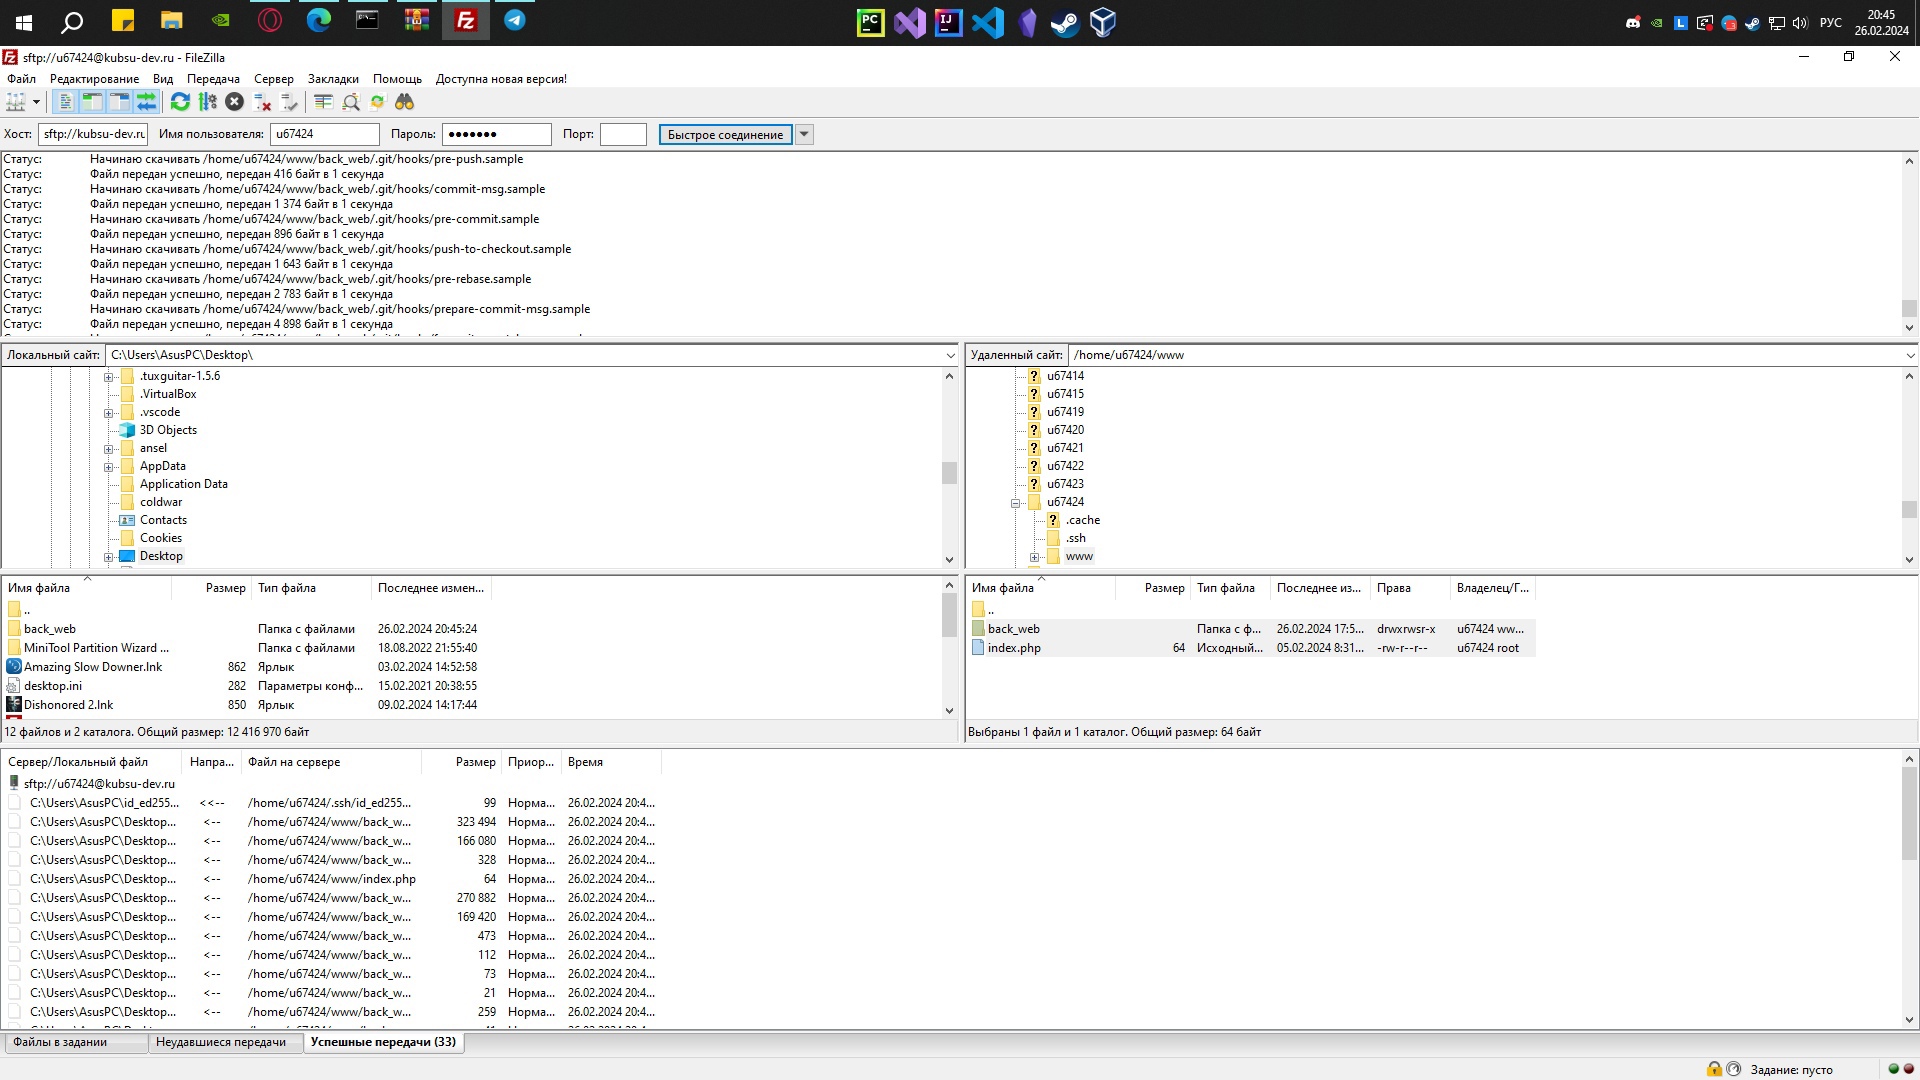 РУС
20:45
26.02.2024
sftp://u67424@kubsu-dev.ru - FileZilla
Файл Редактирование Вид Передача Сервер Закладки Помощь Доступна новая версия!
Хост: sftp://kubsu-dev.ru Имя пользователя: u67424 Пароль: ●●●●●●● Порт: Быстрое соединение
Статус: Начинаю скачивать /home/u67424/www/back_web/.git/hooks/pre-push.sample
Статус: Файл передан успешно, передан 416 байт в 1 секунда
Статус: Начинаю скачивать /home/u67424/www/back_web/.git/hooks/commit-msg.sample
Статус: Файл передан успешно, передан 1 374 байт в 1 секунда
Статус: Начинаю скачивать /home/u67424/www/back_web/.git/hooks/pre-commit.sample
Статус: Файл передан успешно, передан 896 байт в 1 секунда
Статус: Начинаю скачивать /home/u67424/www/back_web/.git/hooks/push-to-checkout.sample
Статус: Файл передан успешно, передан 1 643 байт в 1 секунда
Статус: Начинаю скачивать /home/u67424/www/back_web/.git/hooks/pre-rebase.sample
Статус: Файл передан успешно, передан 2 783 байт в 1 секунда
Статус: Начинаю скачивать /home/u67424/www/back_web/.git/hooks/prepare-commit-msg.sample
Статус: Файл передан успешно, передан 4 898 байт в 1 секунда
Локальный сайт: C:\Users\AsusPC\Desktop\
.tuxguitar-1.5.6
.VirtualBox
.vscode
3D Objects
ansel
AppData
Application Data
coldwar
Contacts
Cookies
Desktop
Удаленный сайт: /home/u67424/www
u67414
u67415
u67419
u67420
u67421
u67422
u67423
u67424
.cache
.ssh
www
Имя файла Размер Тип файла Последнее измен...
..
back_web Папка с файлами 26.02.2024 20:45:24
MiniTool Partition Wizard ... Папка с файлами 18.08.2022 21:55:40
Amazing Slow Downer.lnk 862 Ярлык 03.02.2024 14:52:58
desktop.ini 282 Параметры конф... 15.02.2021 20:38:55
Dishonored 2.lnk 850 Ярлык 09.02.2024 14:17:44
12 файлов и 2 каталога. Общий размер: 12 416 970 байт
Имя файла Размер Тип файла Последнее из... Права Владелец/Г...
..
back_web Папка с ф... 26.02.2024 17:5... drwxrwsr-x u67424 ww...
index.php 64 Исходный... 05.02.2024 8:31... -rw-r--r-- u67424 root
Выбраны 1 файл и 1 каталог. Общий размер: 64 байт
Сервер/Локальный файл Напра... Файл на сервере Размер Приор... Время
sftp://u67424@kubsu-dev.ru
C:\Users\AsusPC\id_ed255... <<-- /home/u67424/.ssh/id_ed255... 99 Норма... 26.02.2024 20:4...
C:\Users\AsusPC\Desktop... <-- /home/u67424/www/back_w... 323 494 Норма... 26.02.2024 20:4...
C:\Users\AsusPC\Desktop... <-- /home/u67424/www/back_w... 166 080 Норма... 26.02.2024 20:4...
C:\Users\AsusPC\Desktop... <-- /home/u67424/www/back_w... 328 Норма... 26.02.2024 20:4...
C:\Users\AsusPC\Desktop... <-- /home/u67424/www/index.php 64 Норма... 26.02.2024 20:4...
C:\Users\AsusPC\Desktop... <-- /home/u67424/www/back_w... 270 882 Норма... 26.02.2024 20:4...
C:\Users\AsusPC\Desktop... <-- /home/u67424/www/back_w... 169 420 Норма... 26.02.2024 20:4...
C:\Users\AsusPC\Desktop... <-- /home/u67424/www/back_w... 473 Норма... 26.02.2024 20:4...
C:\Users\AsusPC\Desktop... <-- /home/u67424/www/back_w... 112 Норма... 26.02.2024 20:4...
C:\Users\AsusPC\Desktop... <-- /home/u67424/www/back_w... 73 Норма... 26.02.2024 20:4...
C:\Users\AsusPC\Desktop... <-- /home/u67424/www/back_w... 21 Норма... 26.02.2024 20:4...
C:\Users\AsusPC\Desktop... <-- /home/u67424/www/back_w... 259 Норма... 26.02.2024 20:4...
Файлы в задании Неудавшиеся передачи Успешные передачи (33)
Задание: пусто